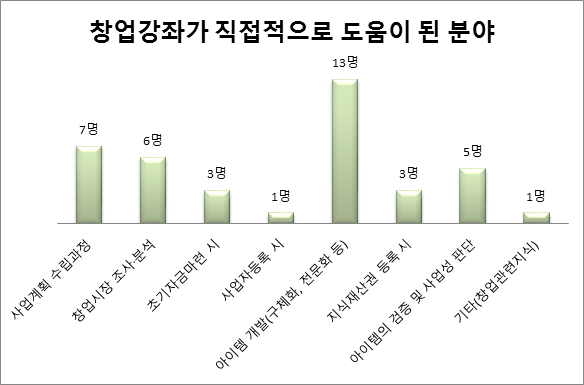 창업강좌가 직접적으로 도움이 된 분야
7명
6명
3명
1명
13명
3명
5명
1명
사업계획 수립과정
창업시장 조사·분석
초기자금마련 시
사업자등록 시
아이템 개발(구체화, 전문화 등)
지식재산권 등록 시
아이템의 검증 및 사업성 판단
기타(창업관련지식)